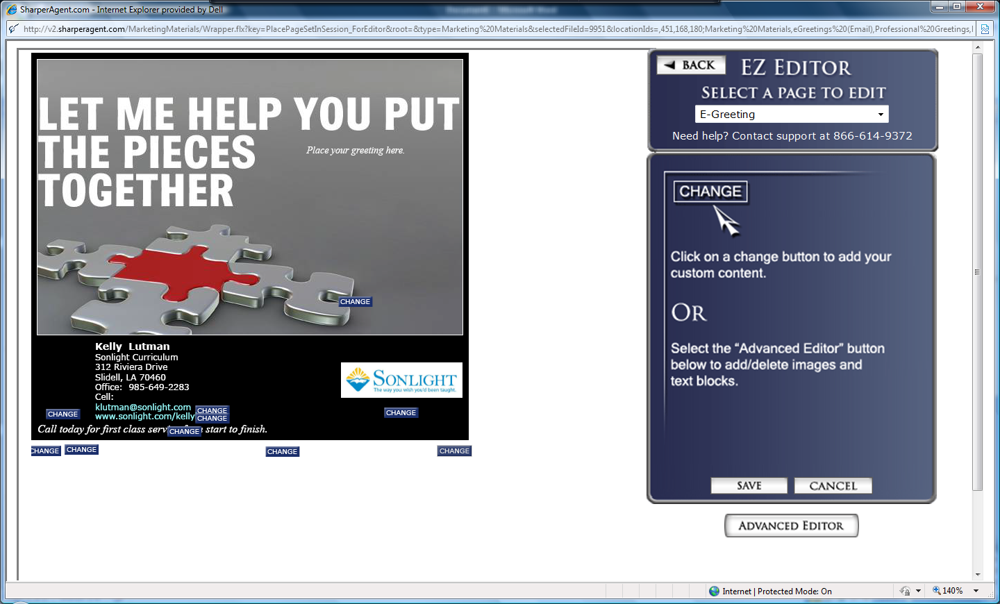 SharperAgent.com - Internet Explorer provided by Dell
http://v2.sharperagent.com/MarketingMaterials/Wrapper.flx?key=PlacePageSetInSession_ForEditor&root=&type=Marketing%20Materials&selectedFileId=9951&locationIds=,451,168,180;Marketing%20Materials,eGreetings%20(Email),Professional%20Greetings,
LET ME HELP YOU PUT
THE PIECES
TOGETHER
Place your greeting here.
CHANGE
Kelly Lutman
Sonlight Curriculum
312 Riviera Drive
Slidell, LA 70460
Office: 985-649-2283
Cell:
klutman@sonlight.com
www.sonlight.com/kelly
SONLIGHT
The way you wish you'd been taught.
CHANGE
CHANGE
CHANGE
CHANGE
Call today for first class start to finish.
CHANGE
CHANGE
CHANGE
CHANGE
CHANGE
BACK
EZ EDITOR
SELECT A PAGE TO EDIT
E-Greeting
Need help? Contact support at 866-614-9372
CHANGE
Click on a change button to add your
custom content.
OR
Select the “Advanced Editor” button
below to add/delete images and
text blocks.
SAVE
CANCEL
ADVANCED EDITOR
Internet | Protected Mode: On
140%